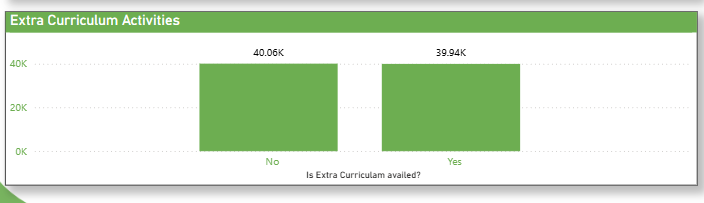 Extra Curriculum Activities
40.06K
39.94K
40K
20K
0K
No
Yes
Is Extra Curriculam availed?